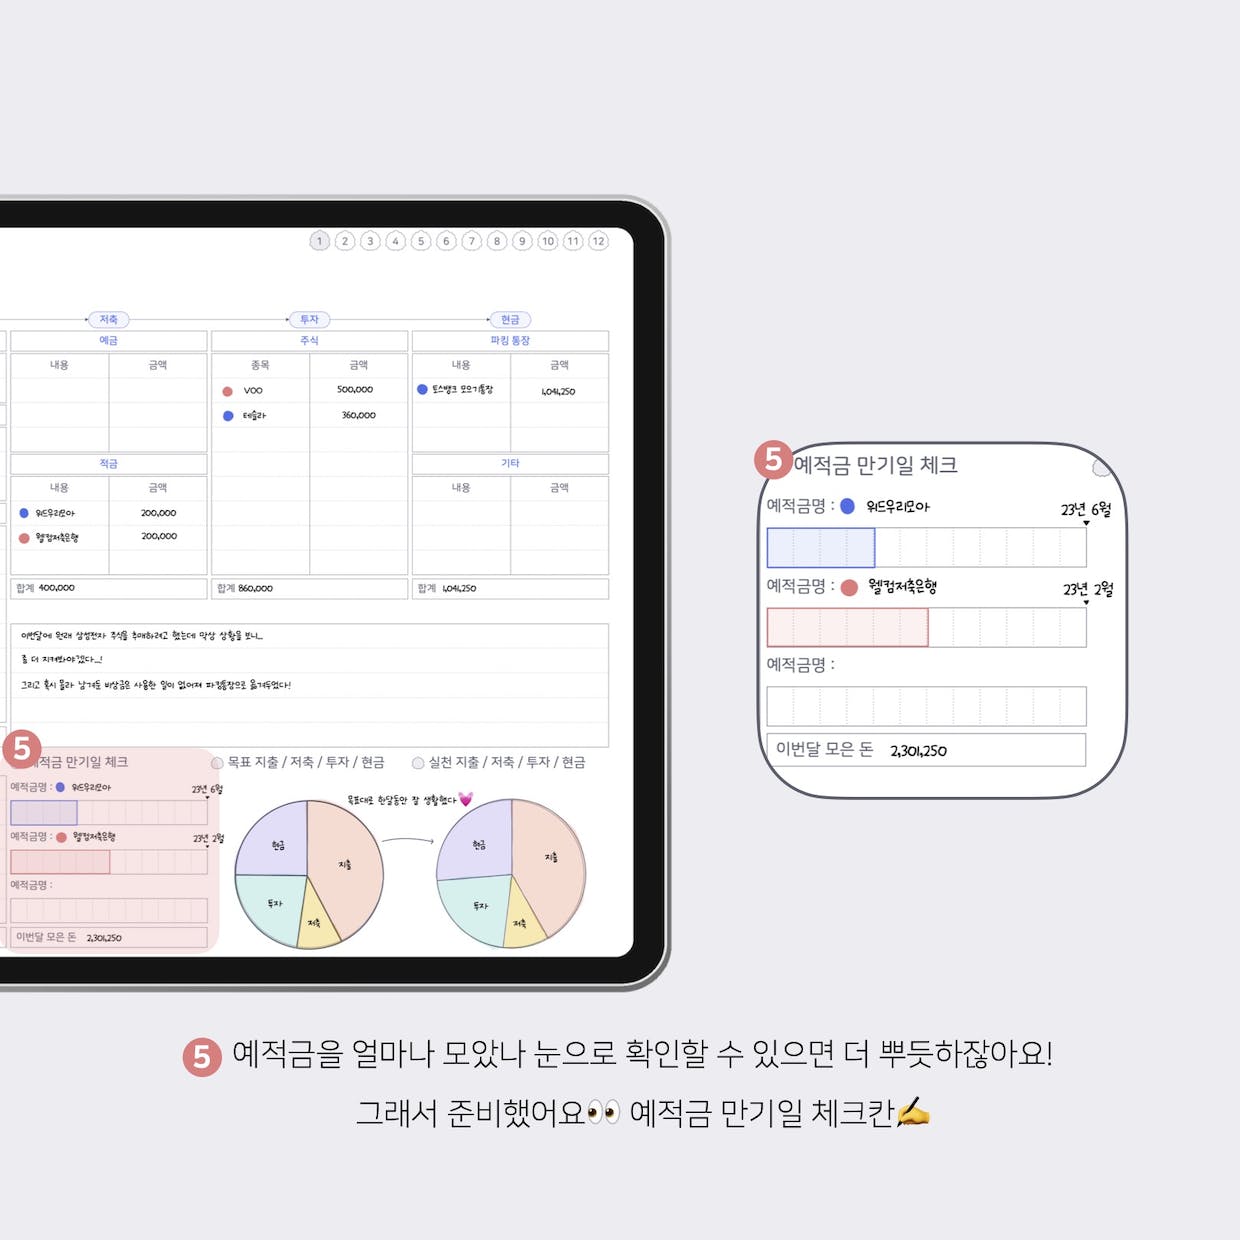 1 2 3 4 5 6 7 8 9 10 11 12
저축 투자 현금
예금 주식 파킹 통장
내용 금액 종목 금액 내용 금액
VOO 500,000 토스뱅크 모으기통장 1,041,250
테슬라 360,000
적금 기타
내용 금액 내용 금액
위드우리모아 200,000
웰컴저축은행 200,000
합계 400,000 합계 860,000 합계 1,041,250
이번달에 원래 삼성전자 주식을 추매하려고 했는데 막상 상황을 보니...
좀 더 지켜봐야겠다...!
그리고 혹시 몰라 남겨둔 비상금은 사용한 일이 없어져 파킹통장으로 옮겨두었다!
5 적금 만기일 체크 목표 지출 / 저축 / 투자 / 현금 실천 지출 / 저축 / 투자 / 현금
예적금명 : 위드우리모아 23년 6월
예적금명 : 웰컴저축은행 23년 2월
예적금명 :
이번달 모은 돈 2,301,250
목표대로 한달동안 잘 생활했다
현금 지출 투자 저축
현금 지출 투자 저축
5 예적금 만기일 체크
예적금명 : 위드우리모아 23년 6월
예적금명 : 웰컴저축은행 23년 2월
예적금명 :
이번달 모은 돈 2,301,250
5 예적금을 얼마나 모았나 눈으로 확인할 수 있으면 더 뿌듯하잖아요!
그래서 준비했어요👀 예적금 만기일 체크칸✍️